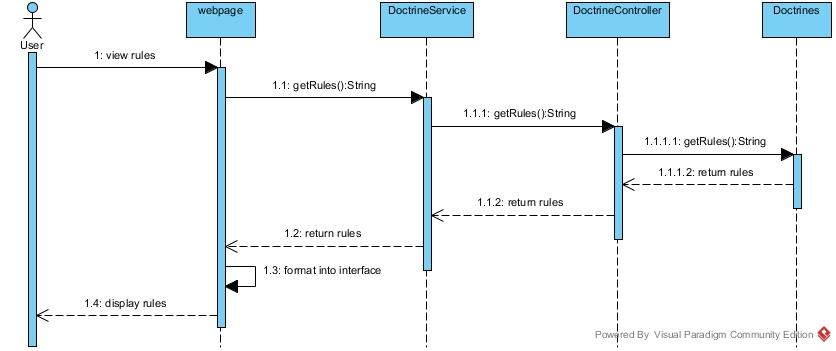 webpage
DoctrineService
DoctrineController
Doctrines
User
1: view rules
1.1: getRules():String
1.1.1: getRules():String
1.1.1.1: getRules():String
1.1.1.2: return rules
1.1.2: return rules
1.2: return rules
1.3: format into interface
1.4: display rules
Powered By Visual Paradigm Community Edition